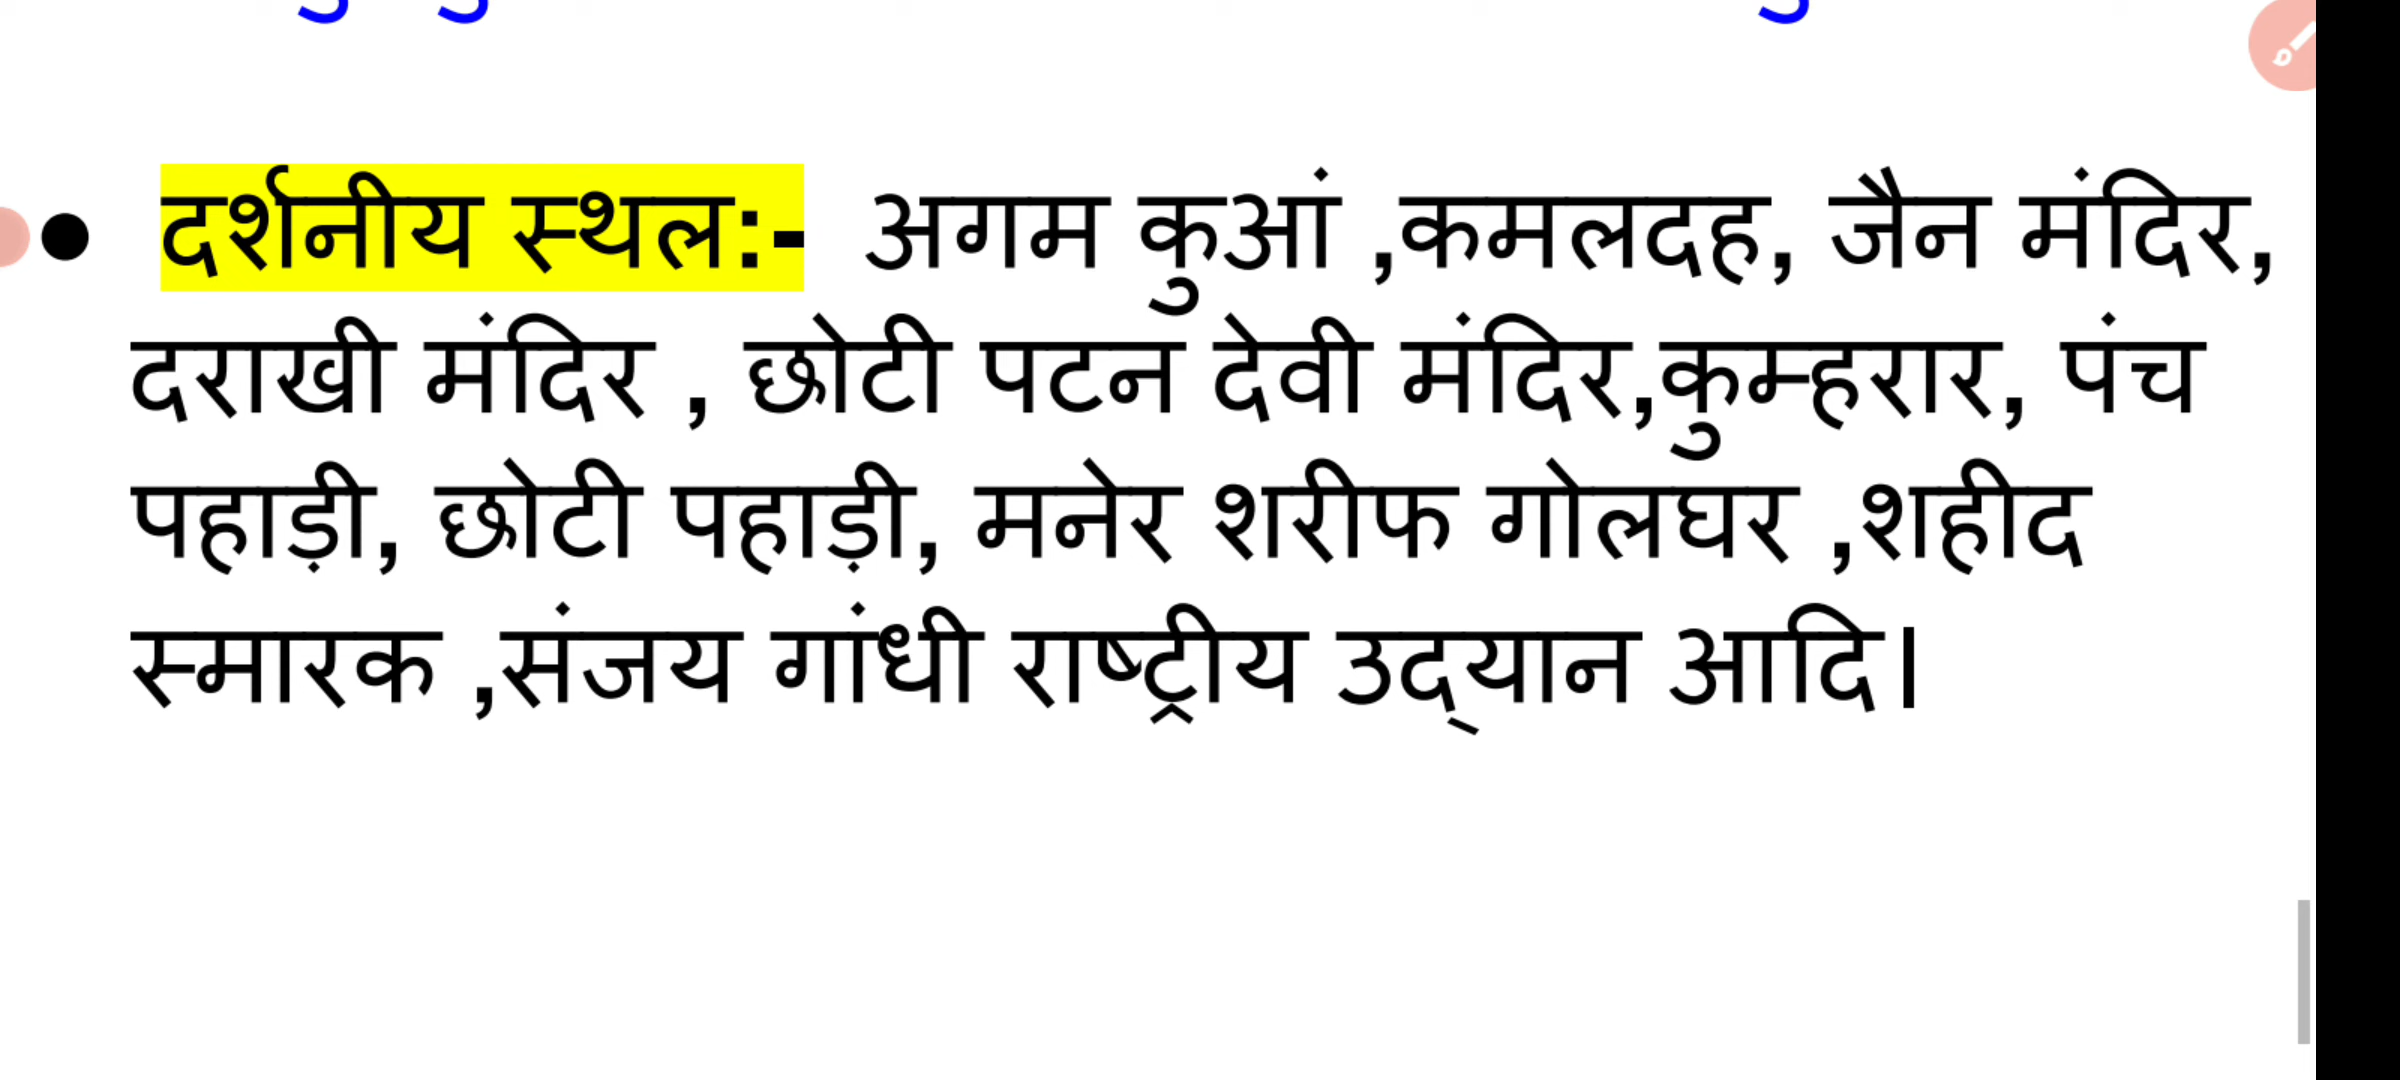 ● दर्शनीय स्थल:- अगम कुआं ,कमलदह, जैन मंदिर,
दराखी मंदिर , छोटी पटन देवी मंदिर,कुम्हरार, पंच
पहाड़ी, छोटी पहाड़ी, मनेर शरीफ गोलघर ,शहीद
स्मारक ,संजय गांधी राष्ट्रीय उद्‌यान आदि।